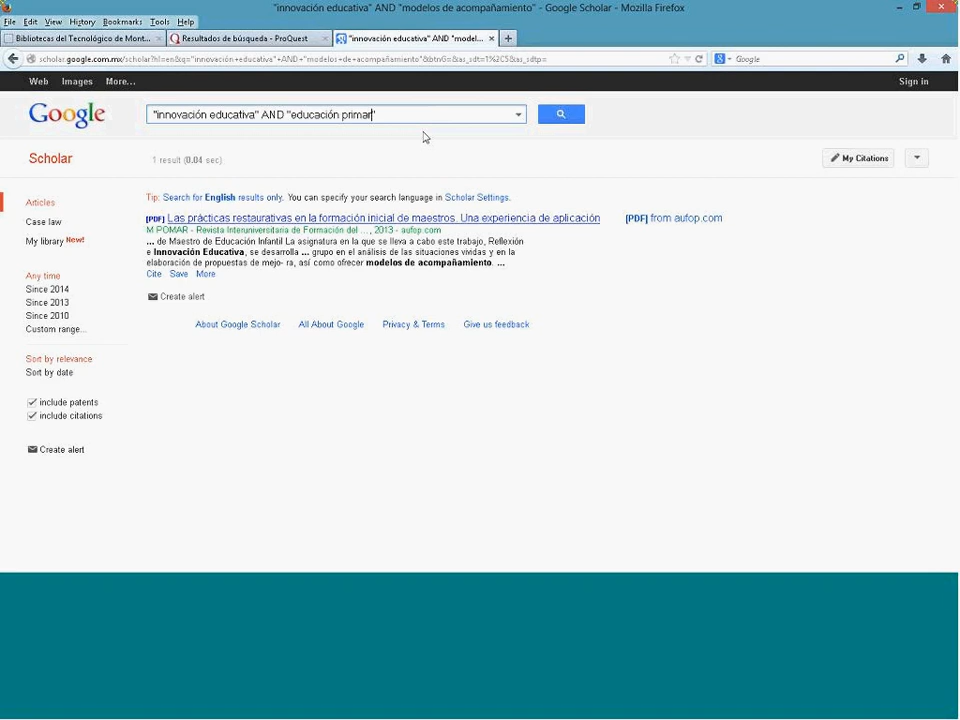 "innovación educativa" AND "modelos de acompañamiento" - Google Scholar - Mozilla Firefox
File Edit View History Bookmarks Tools Help
Bibliotecas del Tecnológico de Mont... Resultados de búsqueda - ProQuest "innovación educativa" AND "model...
scholar.google.com.mx/scholar?hl=en&q="innovación+educativa"+AND+"modelos+de+acompañamiento"&btnG=&as_sdt=1%2C5&as_sdtp= Google
Web Images More... Sign in
Google "innovación educativa" AND "educación primar"
Scholar 1 result (0.04 sec) My Citations
Articles
Case law
My library New!
Any time
Since 2014
Since 2013
Since 2010
Custom range...
Sort by relevance
Sort by date
include patents
include citations
Create alert
Tip: Search for English results only. You can specify your search language in Scholar Settings.
[PDF] Las prácticas restaurativas en la formación inicial de maestros. Una experiencia de aplicación [PDF] from aufop.com
M POMAR - Revista Interuniversitaria de Formación del ..., 2013 - aufop.com
... de Maestro de Educación Infantil La asignatura en la que se lleva a cabo este trabajo, Reflexión
e Innovación Educativa, se desarrolla ... grupo en el análisis de las situaciones vividas y en la
elaboración de propuestas de mejo- ra, así como ofrecer modelos de acompañamiento. ...
Cite Save More
Create alert
About Google Scholar All About Google Privacy & Terms Give us feedback